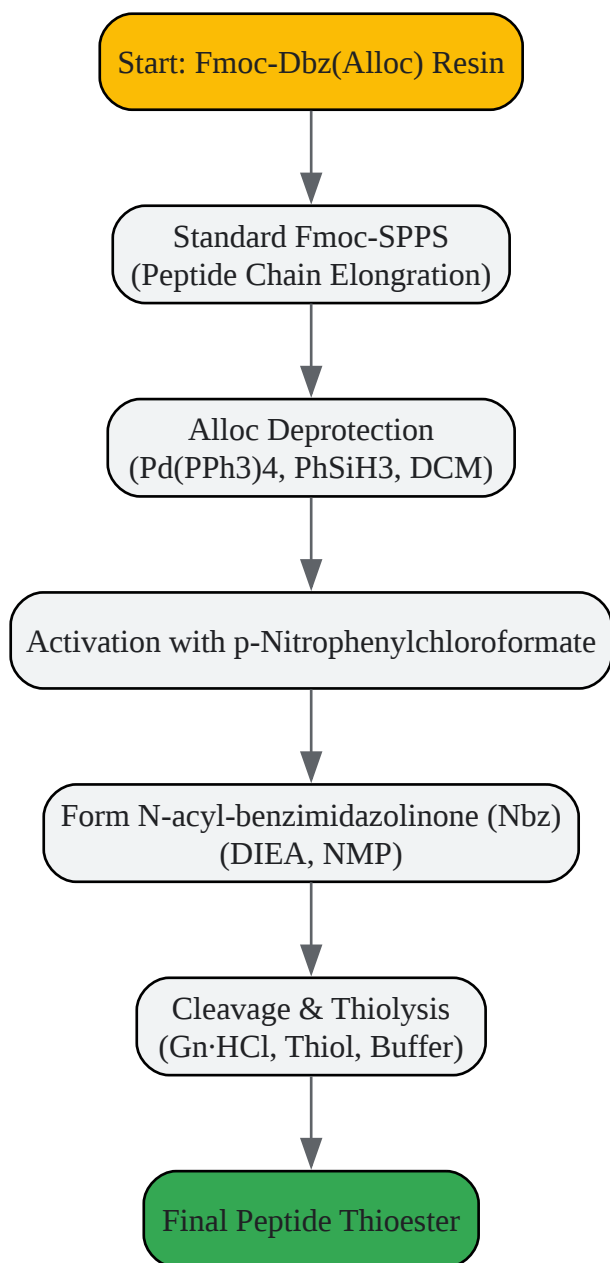 Start: Fmoc-Dbz(Alloc) Resin
Standard Fmoc-SPPS
(Peptide Chain Elongration)
Alloc Deprotection
(Pd(PPh3)4, PhSiH3, DCM)
Activation with p-Nitrophenylchloroformate
Form N-acyl-benzimidazolinone (Nbz)
(DIEA, NMP)
Cleavage & Thiolysis
(Gn·HCl, Thiol, Buffer)
Final Peptide Thioester